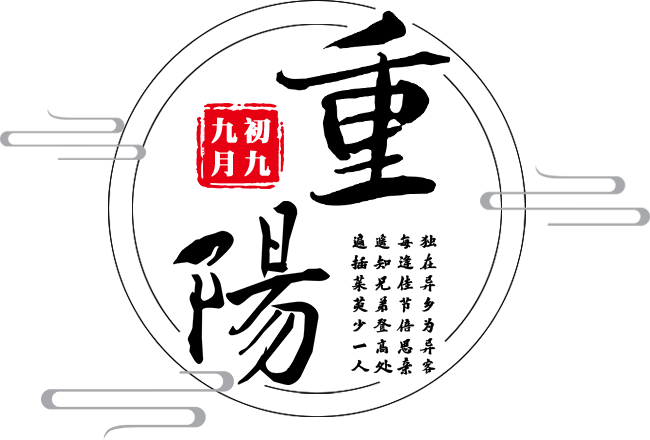 重陽
九月
初九
独在异乡为异客
每逢佳节倍思亲
遥知兄弟登高处
遍插茱萸少一人